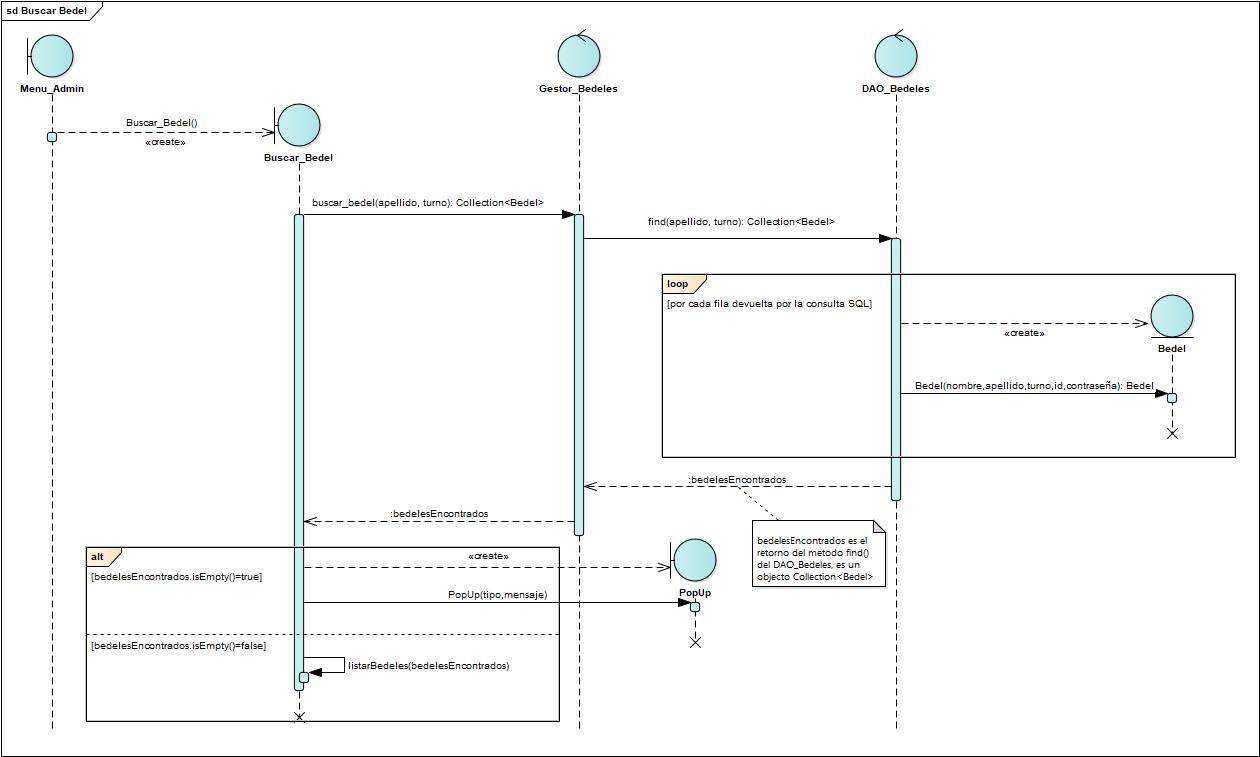 sd Buscar Bedel
Menu_Admin
Gestor_Bedeles
DAO_Bedeles
Buscar_Bedel()
«create»
Buscar_Bedel
buscar_bedel(apellido, turno): Collection<Bedel>
find(apellido, turno): Collection<Bedel>
loop
[por cada fila devuelta por la consulta SQL]
«create»
Bedel
Bedel(nombre,apellido,turno,id,contraseña): Bedel
:bedelesEncontrados
:bedelesEncontrados
bedelesEncontrados es el
retorno del metodo find()
del DAO_Bedeles, es un
objecto Collection<Bedel>
alt
«create»
[bedelesEncontrados.isEmpty()=true]
PopUp
PopUp(tipo,mensaje)
[bedelesEncontrados.isEmpty()=false]
listarBedeles(bedelesEncontrados)